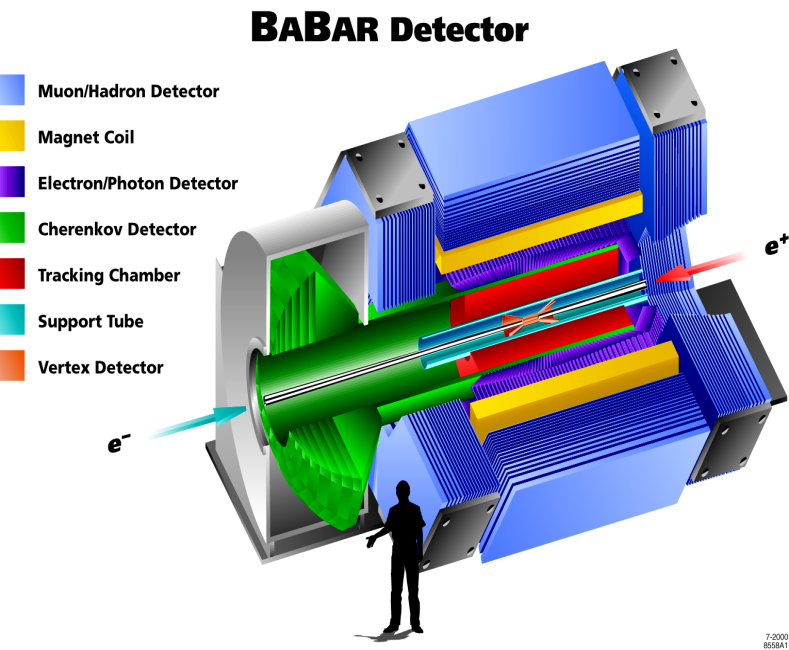 BABAR Detector
Muon/Hadron Detector
Magnet Coil
Electron/Photon Detector
Cherenkov Detector
Tracking Chamber
Support Tube
Vertex Detector
e+
e−
7-2000
8558A1